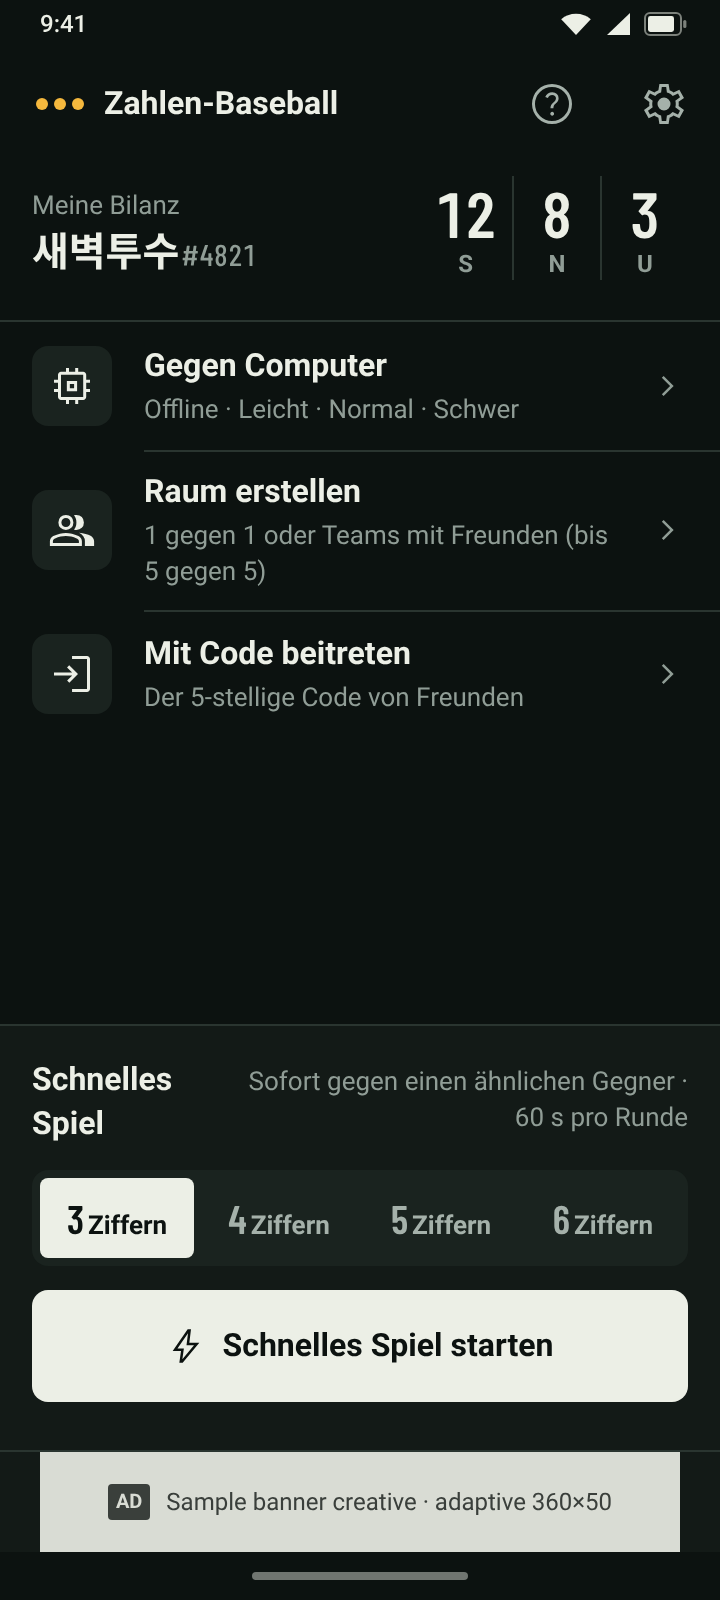 9:41
Zahlen-Baseball
Meine Bilanz
새벽투수 #4821
12 8 3
S N U
Gegen Computer
Offline · Leicht · Normal · Schwer
Raum erstellen
1 gegen 1 oder Teams mit Freunden (bis
5 gegen 5)
Mit Code beitreten
Der 5-stellige Code von Freunden
Schnelles
Spiel
Sofort gegen einen ähnlichen Gegner ·
60 s pro Runde
3 Ziffern 4 Ziffern 5 Ziffern 6 Ziffern
Schnelles Spiel starten
AD Sample banner creative · adaptive 360×50